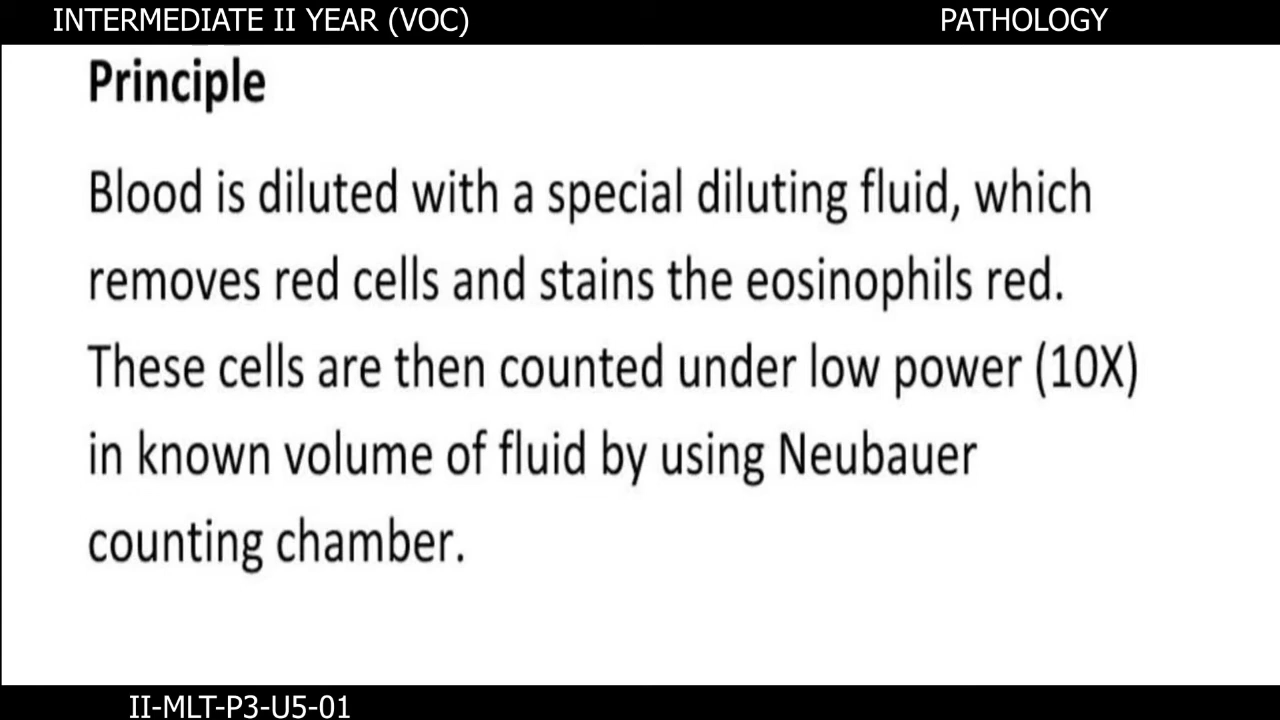 INTERMEDIATE II YEAR (VOC) PATHOLOGY
Principle
Blood is diluted with a special diluting fluid, which
removes red cells and stains the eosinophils red.
These cells are then counted under low power (10X)
in known volume of fluid by using Neubauer
counting chamber.
II-MLT-P3-U5-01